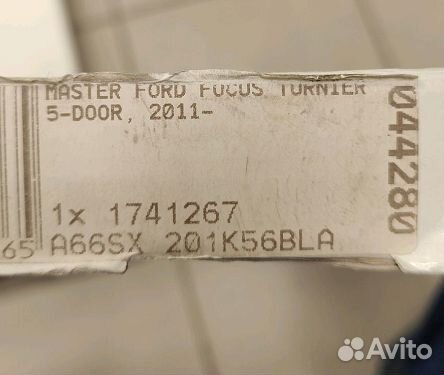 MASTER FORD FOCUS TURNIER
5-DOOR, 2011-
1x 1741267
65 A66SX 201K56BLA
044280
Avito